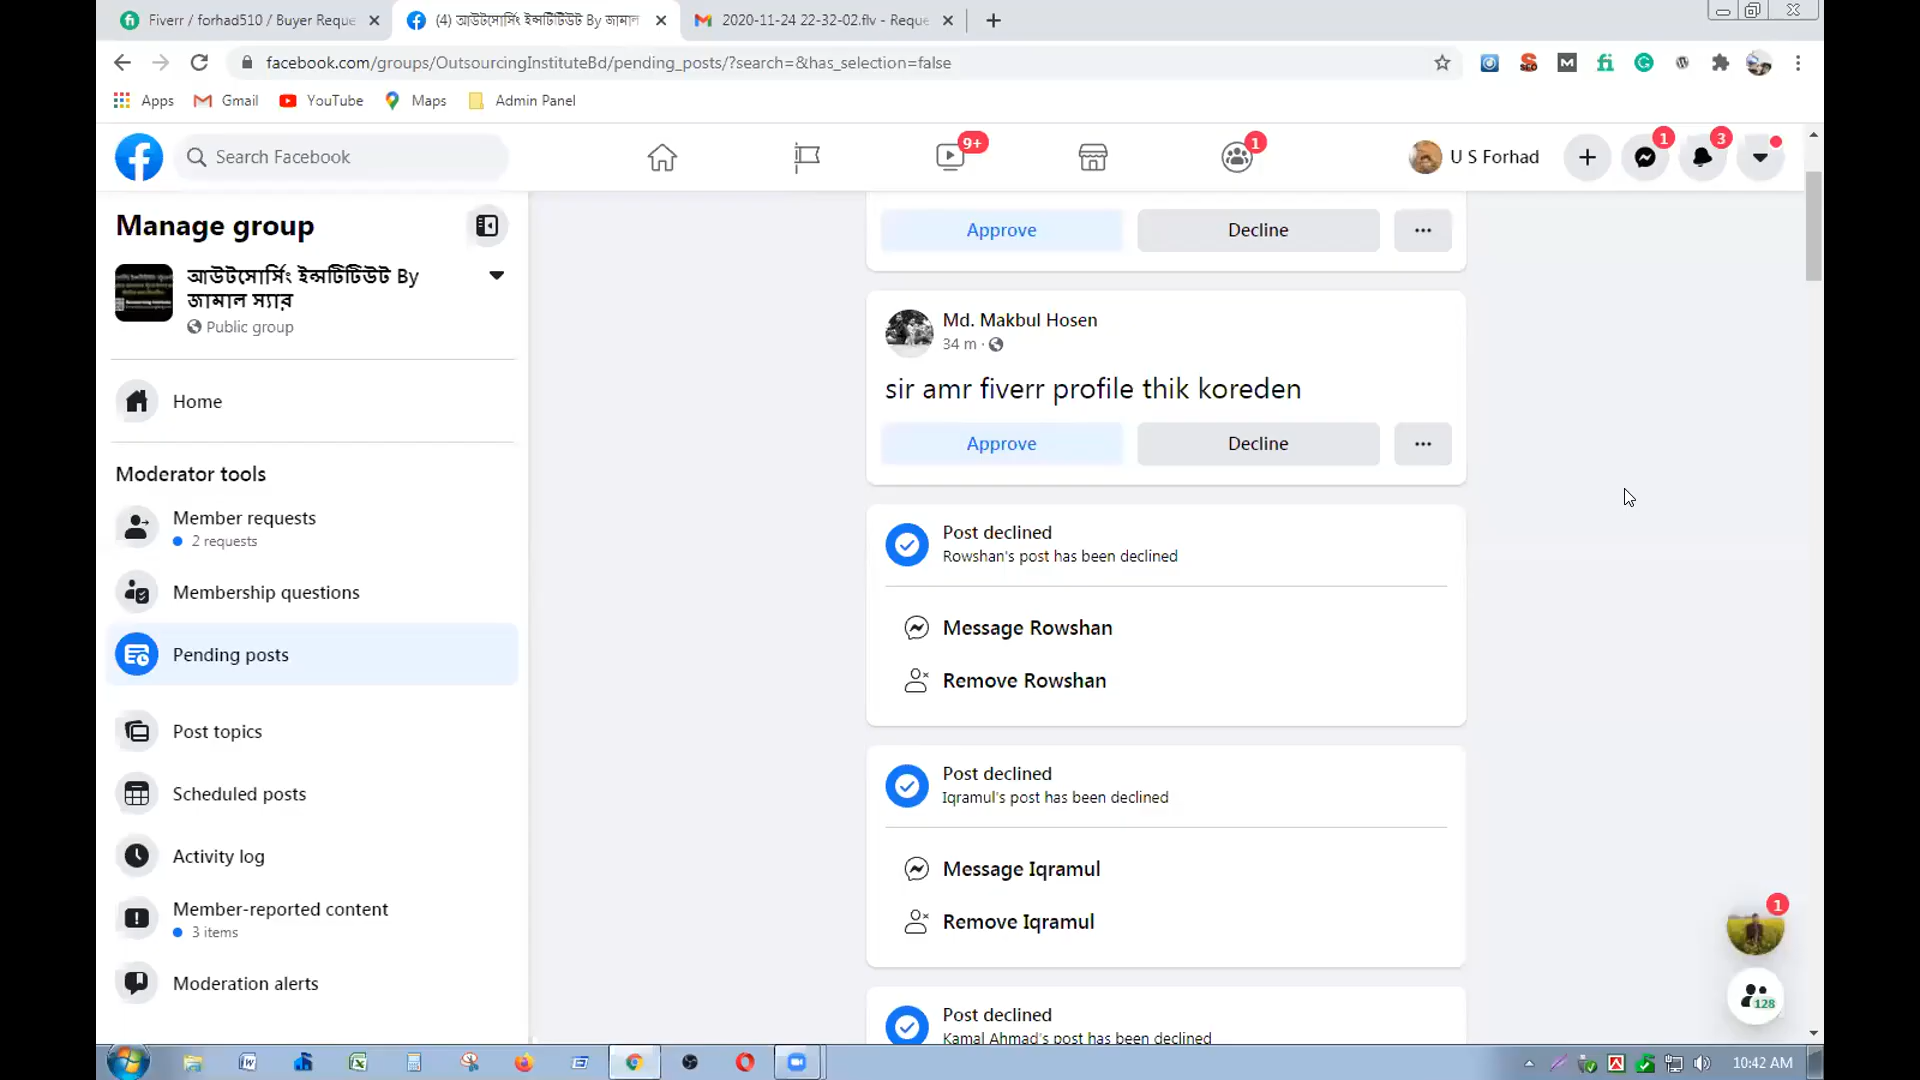 Fiverr / forhad510 / Buyer Reque
(4) আউটসোর্সিং ইন্সটিটিউট By জামাল
2020-11-24 22-32-02.flv - Reque
facebook.com/groups/OutsourcingInstituteBd/pending_posts/?search=&has_selection=false
Apps
Gmail
YouTube
Maps
Admin Panel
Search Facebook
9+
1
U S Forhad
1
3
Manage group
আউটসোর্সিং ইন্সটিটিউট By
জামাল স্যার
Public group
Home
Moderator tools
Member requests
2 requests
Membership questions
Pending posts
Post topics
Scheduled posts
Activity log
Member-reported content
3 items
Moderation alerts
Approve
Decline
Md. Makbul Hosen
34 m ·
sir amr fiverr profile thik koreden
Approve
Decline
Post declined
Rowshan's post has been declined
Message Rowshan
Remove Rowshan
Post declined
Iqramul's post has been declined
Message Iqramul
Remove Iqramul
Post declined
Kamal Ahmad's post has been declined
1
128
10:42 AM